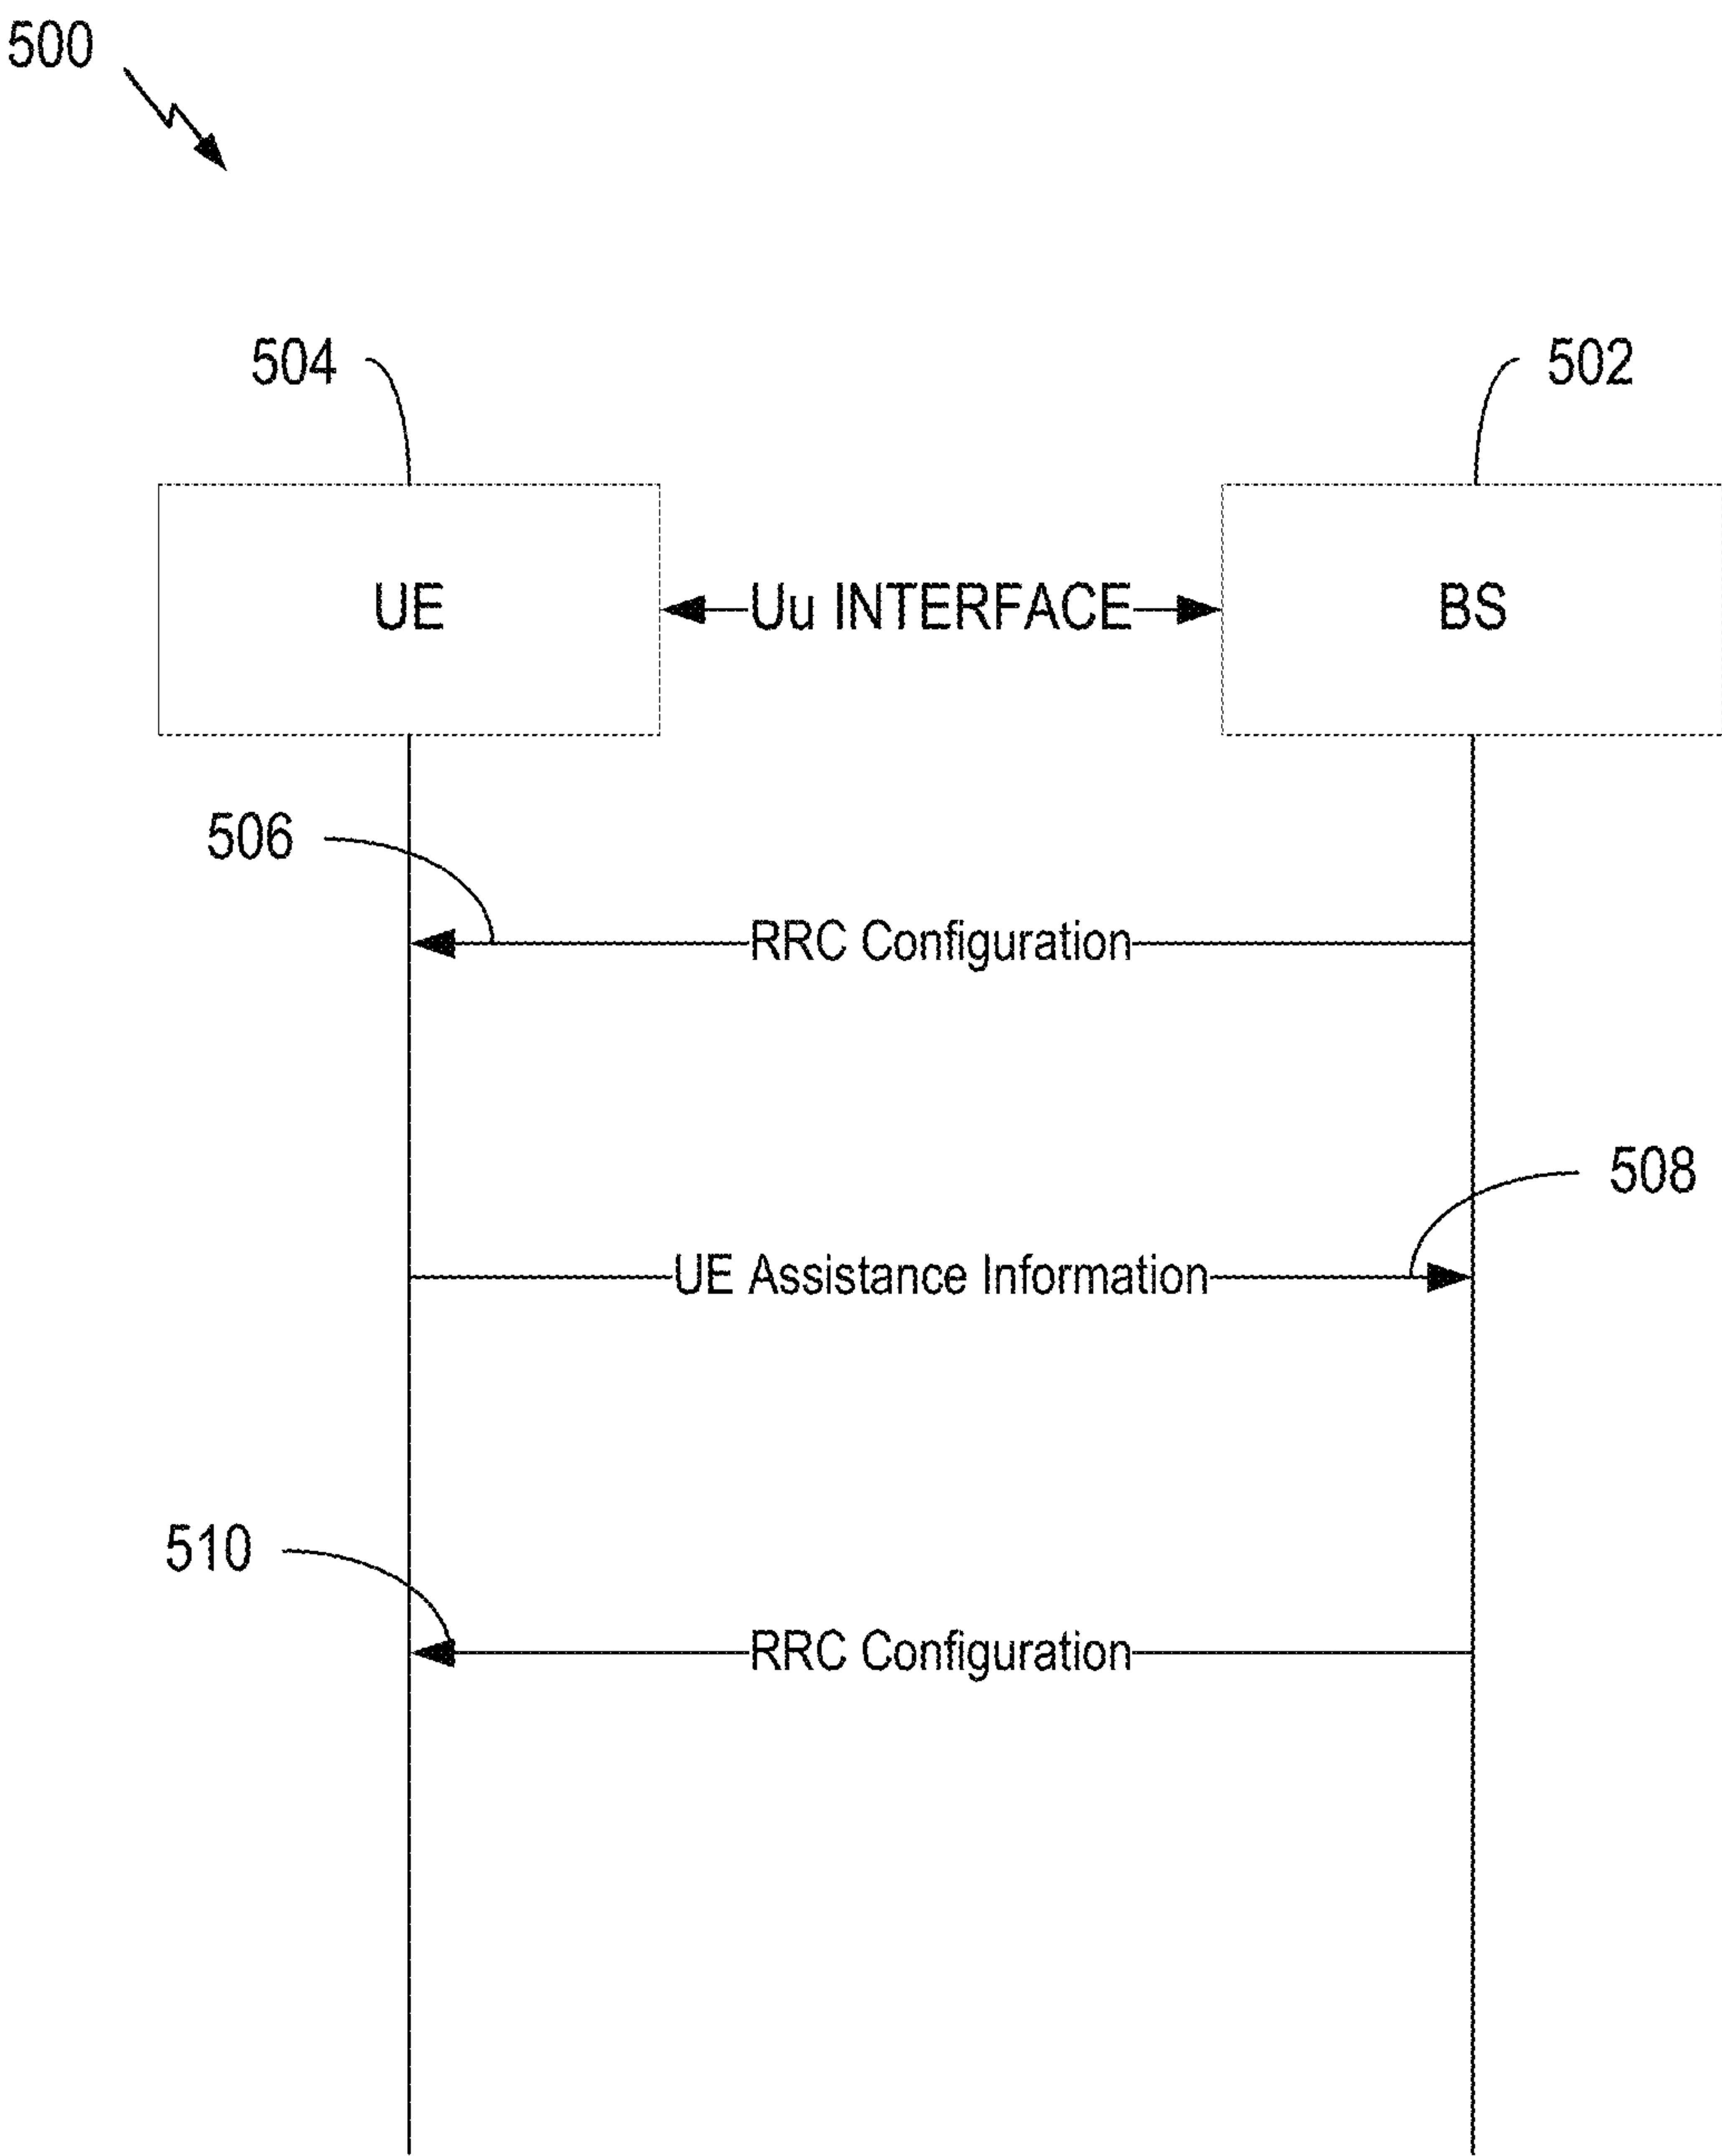 500
504
502
UE
Uu INTERFACE
BS
506
RRC Configuration
508
UE Assistance Information
510
RRC Configuration